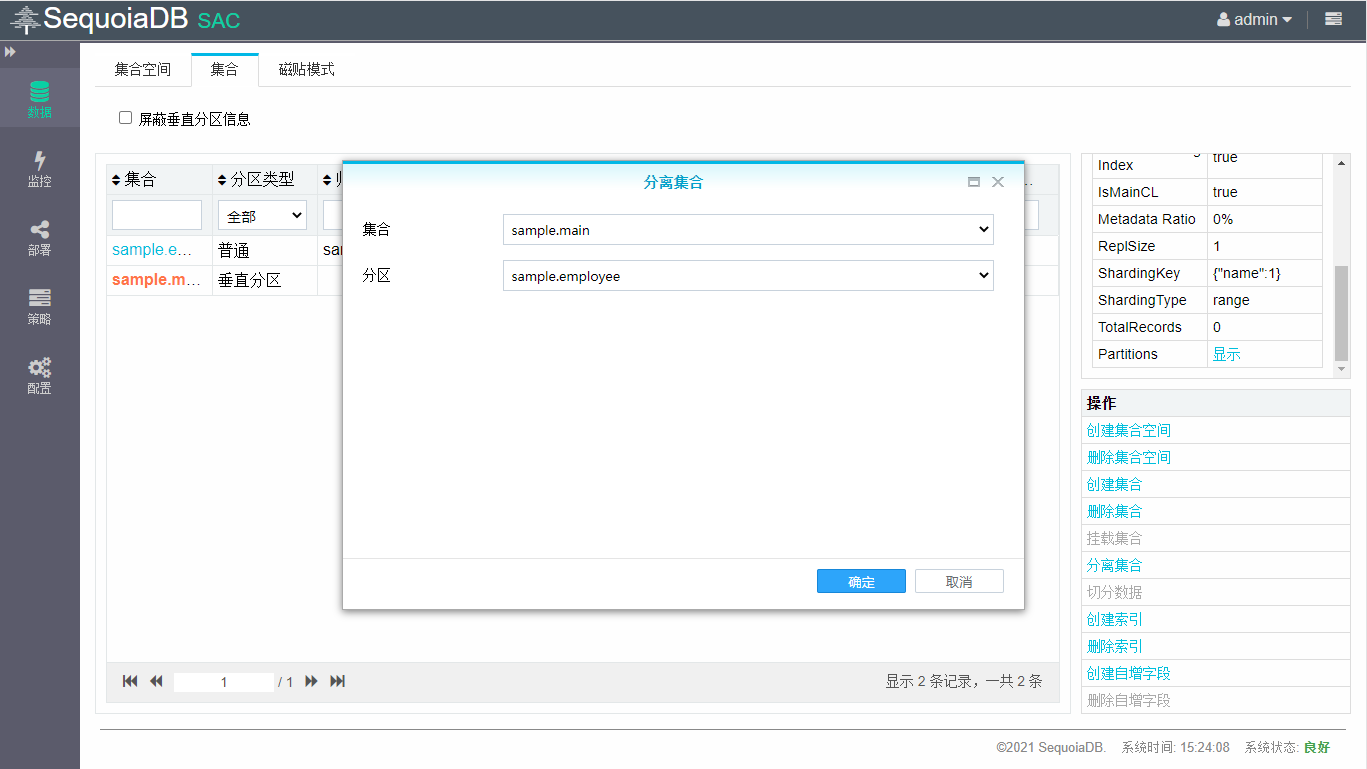 SequoiaDB SAC
admin
数据
监控
部署
策略
配置
集合空间
集合
磁贴模式
屏蔽垂直分区信息
集合
分区类型
全部
sample.e...
普通
sample.m...
垂直分区
分离集合
集合
sample.main
分区
sample.employee
确定
取消
1
/ 1
显示 2 条记录，一共 2 条
Index
true
IsMainCL
true
Metadata Ratio
0%
ReplSize
1
ShardingKey
{"name":1}
ShardingType
range
TotalRecords
0
Partitions
显示
操作
创建集合空间
删除集合空间
创建集合
删除集合
挂载集合
分离集合
切分数据
创建索引
删除索引
创建自增字段
删除自增字段
©2021 SequoiaDB.
系统时间: 15:24:08
系统状态: 良好